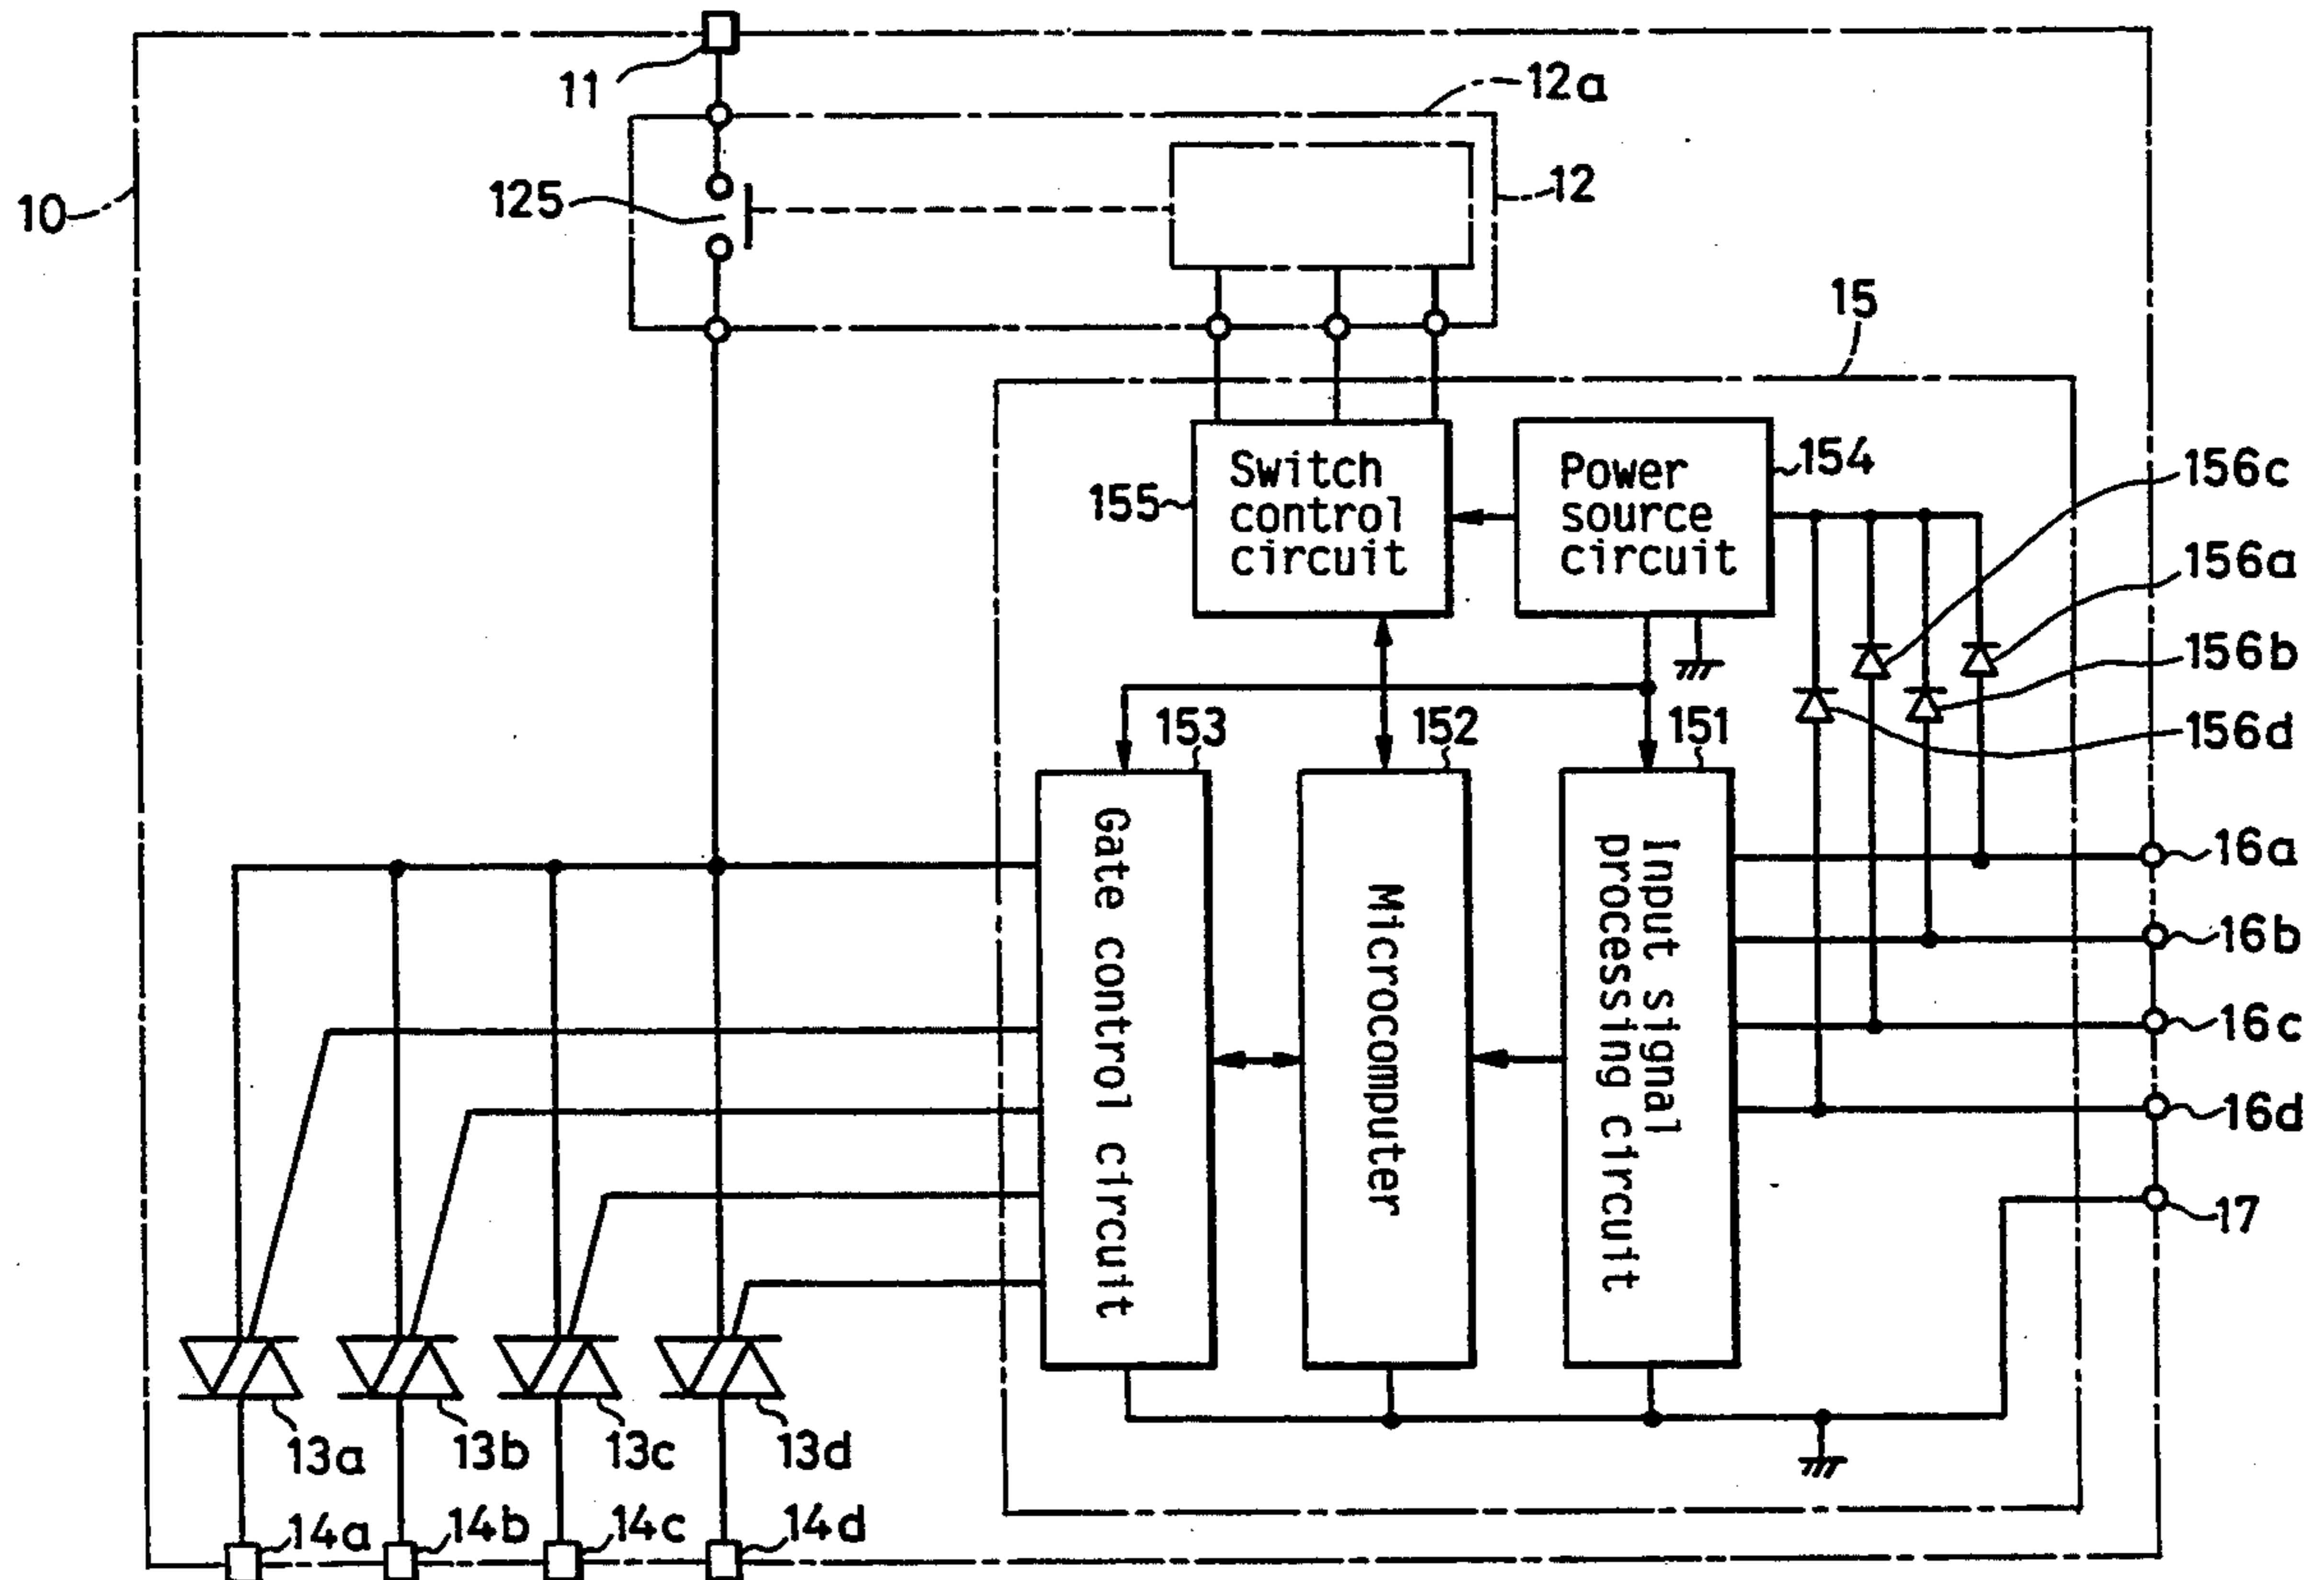 11
12a
10
125
12
15
Switch
control
circuit
155
Power
source
circuit
154
156c
156a
156b
156d
153
152
151
Gate control circuit
Microcomputer
Input signal
processing circuit
16a
16b
16c
16d
17
13a
13b
13c
13d
14a
14b
14c
14d